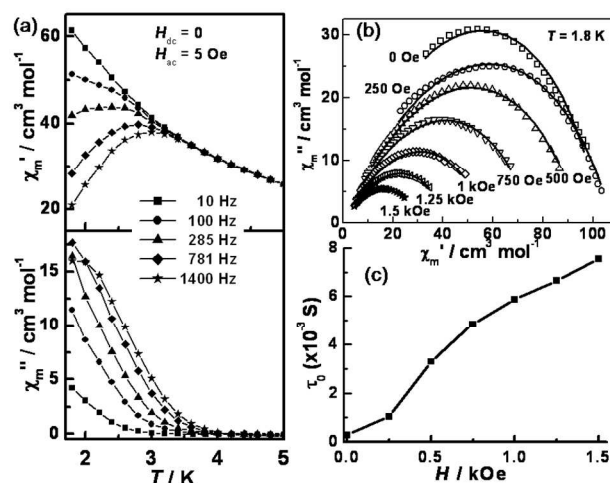 (a)
H_dc = 0
H_ac = 5 Oe
χ_m' / cm³ mol⁻¹
60
40
20
10 Hz
100 Hz
285 Hz
781 Hz
1400 Hz
χ_m'' / cm³ mol⁻¹
15
10
5
0
2 3 4 5
T / K
(b)
T = 1.8 K
χ_m'' / cm³ mol⁻¹
30
20
10
0
0 Oe
250 Oe
500 Oe
750 Oe
1 kOe
1.25 kOe
1.5 kOe
0 20 40 60 80 100
χ_m' / cm³ mol⁻¹
(c)
τ₀ (x10⁻³ S)
8
6
4
2
0
0.0 0.5 1.0 1.5
H / kOe